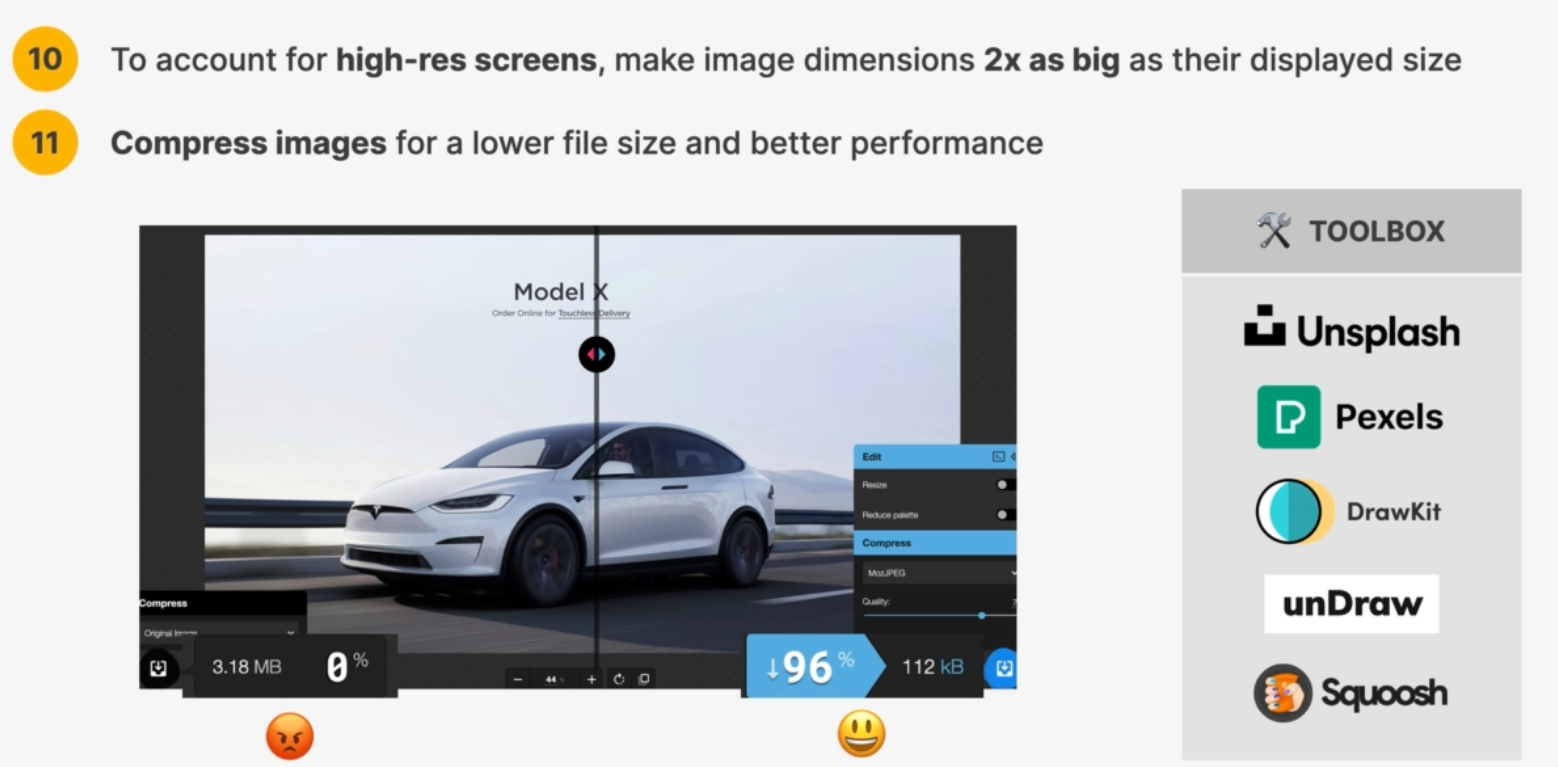 10 To account for high-res screens, make image dimensions 2x as big as their displayed size
11 Compress images for a lower file size and better performance
Model X
Order Online for Touchless Delivery
Edit
Resize
Reduce palette
Compress
MozJPEG
Quality:
Compress
3.18 MB 0 %
44 %
↓96 % 112 kB
TOOLBOX
Unsplash
Pexels
DrawKit
unDraw
Squoosh